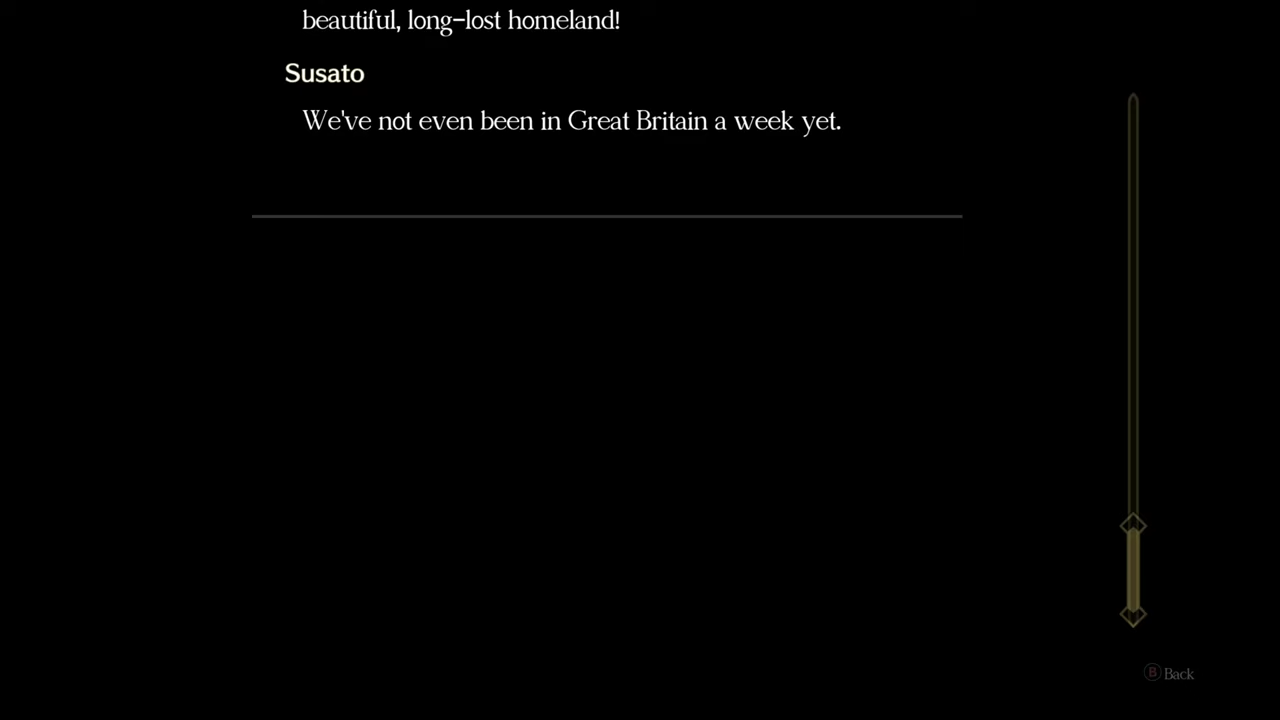 beautiful, long-lost homeland!
Susato
We've not even been in Great Britain a week yet.
B Back